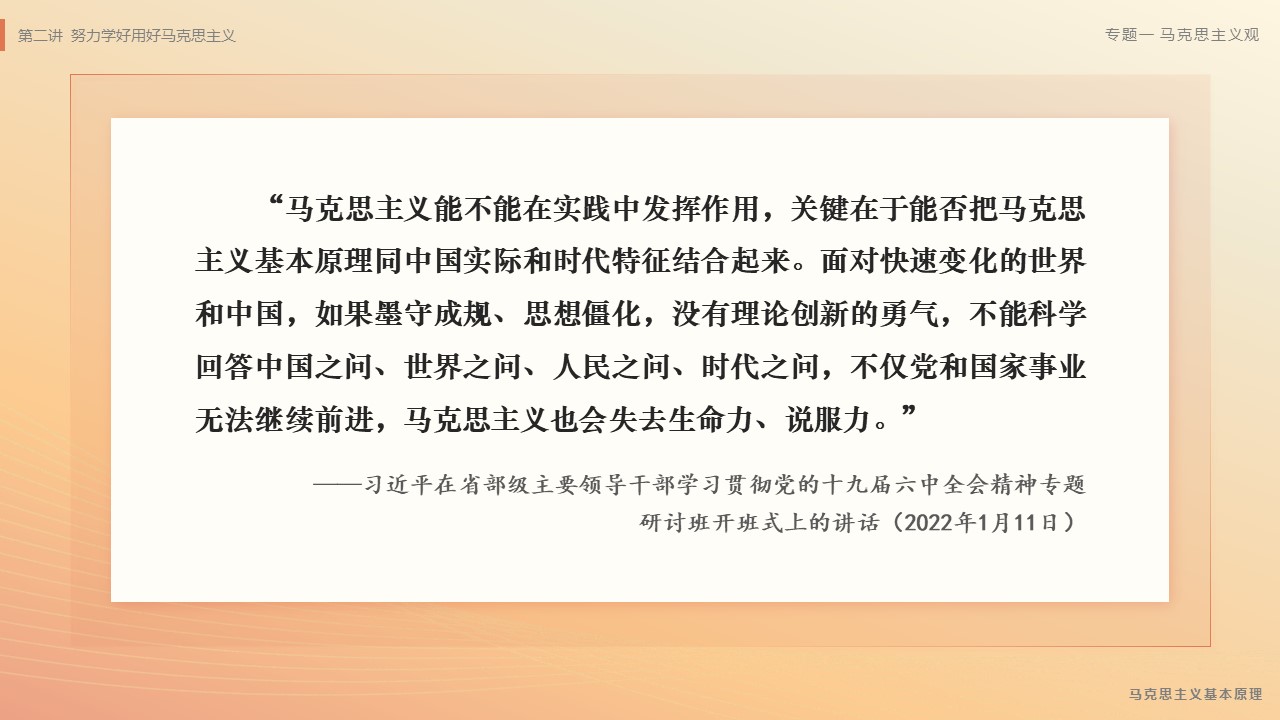 第二讲 努力学好用好马克思主义
专题一 马克思主义观
“马克思主义能不能在实践中发挥作用，关键在于能否把马克思
主义基本原理同中国实际和时代特征结合起来。面对快速变化的世界
和中国，如果墨守成规、思想僵化，没有理论创新的勇气，不能科学
回答中国之问、世界之问、人民之问、时代之问，不仅党和国家事业
无法继续前进，马克思主义也会失去生命力、说服力。”
——习近平在省部级主要领导干部学习贯彻党的十九届六中全会精神专题
研讨班开班式上的讲话（2022年1月11日）
马克思主义基本原理